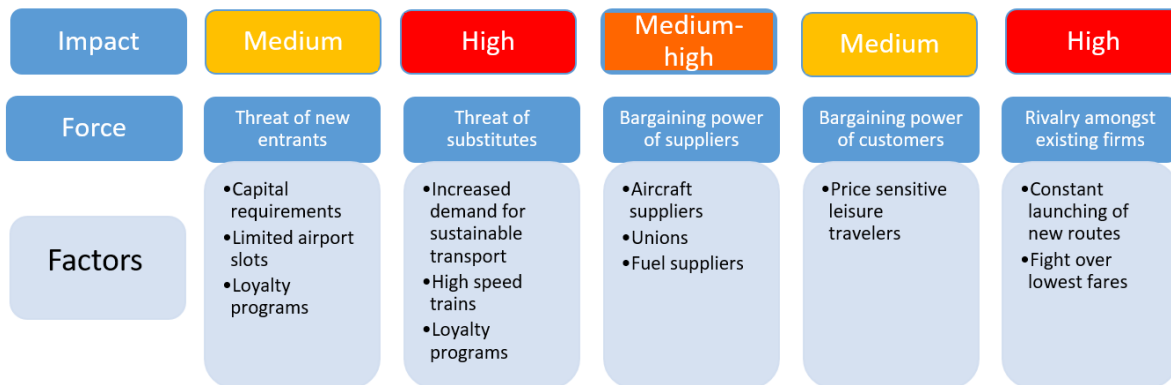 Impact
Medium
High
Medium-
high
Medium
High
Force
Threat of new
entrants
Threat of
substitutes
Bargaining power
of suppliers
Bargaining power
of customers
Rivalry amongst
existing firms
Factors
•Capital
requirements
•Limited airport
slots
•Loyalty
programs
•Increased
demand for
sustainable
transport
•High speed
trains
•Loyalty
programs
•Aircraft
suppliers
•Unions
•Fuel suppliers
•Price sensitive
leisure
travelers
•Constant
launching of
new routes
•Fight over
lowest fares